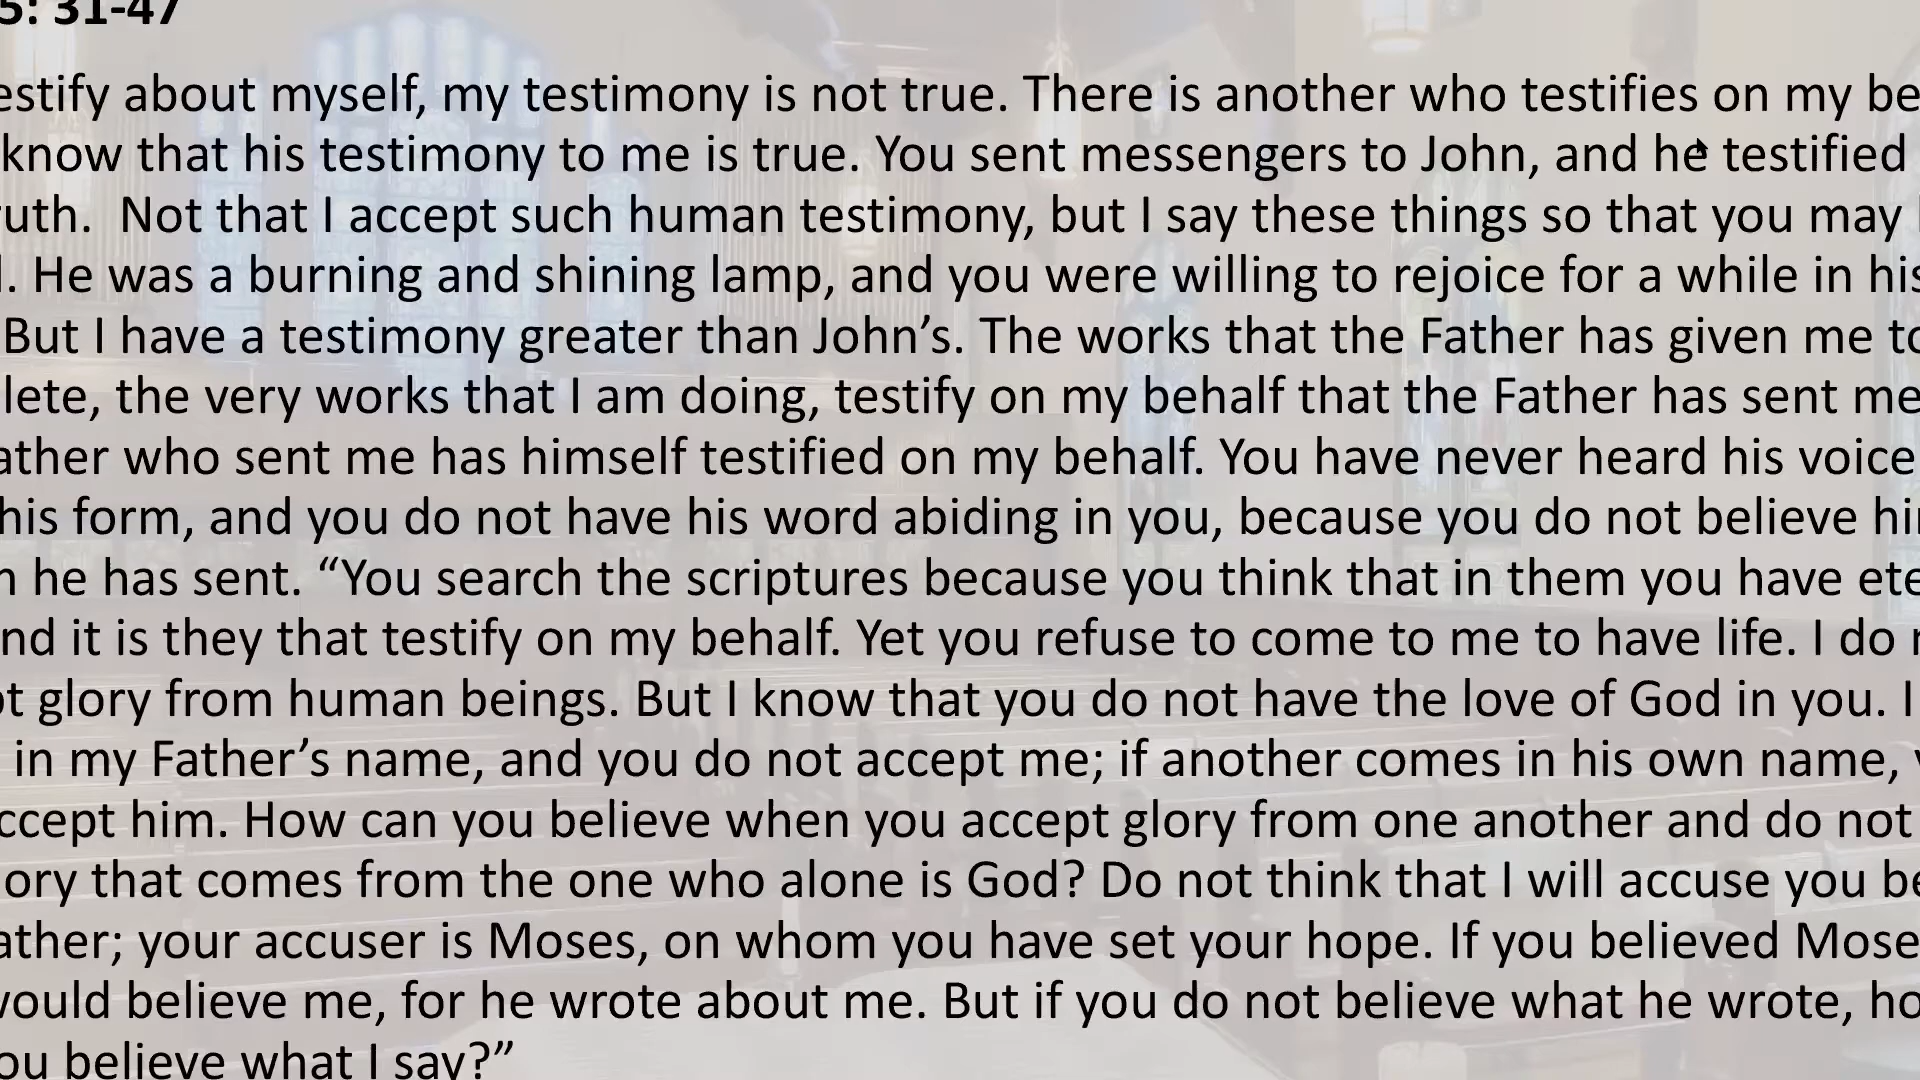 5: 31-47
estify about myself, my testimony is not true. There is another who testifies on my be
know that his testimony to me is true. You sent messengers to John, and he testified
ruth.  Not that I accept such human testimony, but I say these things so that you may
. He was a burning and shining lamp, and you were willing to rejoice for a while in his
But I have a testimony greater than John’s. The works that the Father has given me to
lete, the very works that I am doing, testify on my behalf that the Father has sent me
ather who sent me has himself testified on my behalf. You have never heard his voice
his form, and you do not have his word abiding in you, because you do not believe hi
he has sent. “You search the scriptures because you think that in them you have ete
nd it is they that testify on my behalf. Yet you refuse to come to me to have life. I do
ot glory from human beings. But I know that you do not have the love of God in you. I
in my Father’s name, and you do not accept me; if another comes in his own name,
ccept him. How can you believe when you accept glory from one another and do not
ory that comes from the one who alone is God? Do not think that I will accuse you be
ather; your accuser is Moses, on whom you have set your hope. If you believed Mose
would believe me, for he wrote about me. But if you do not believe what he wrote, ho
ou believe what I say?”